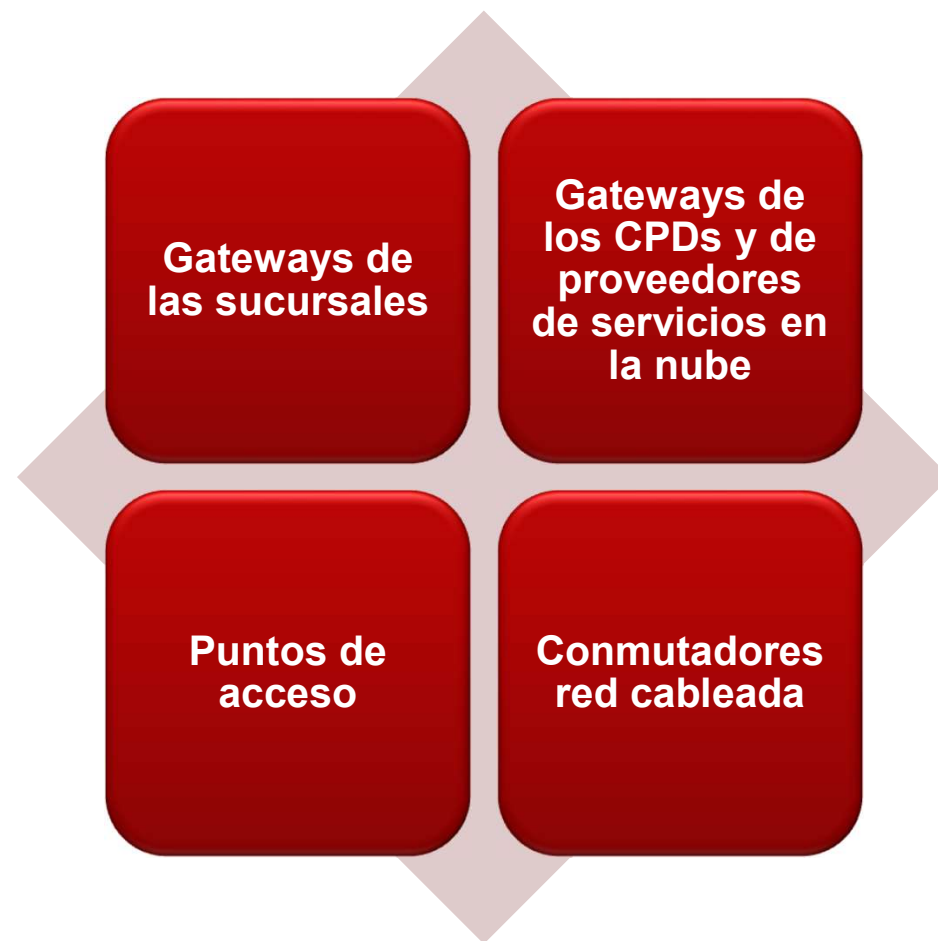 Gateways de
las sucursales
Gateways de
los CPDs y de
proveedores
de servicios en
la nube
Puntos de
acceso
Conmutadores
red cableada